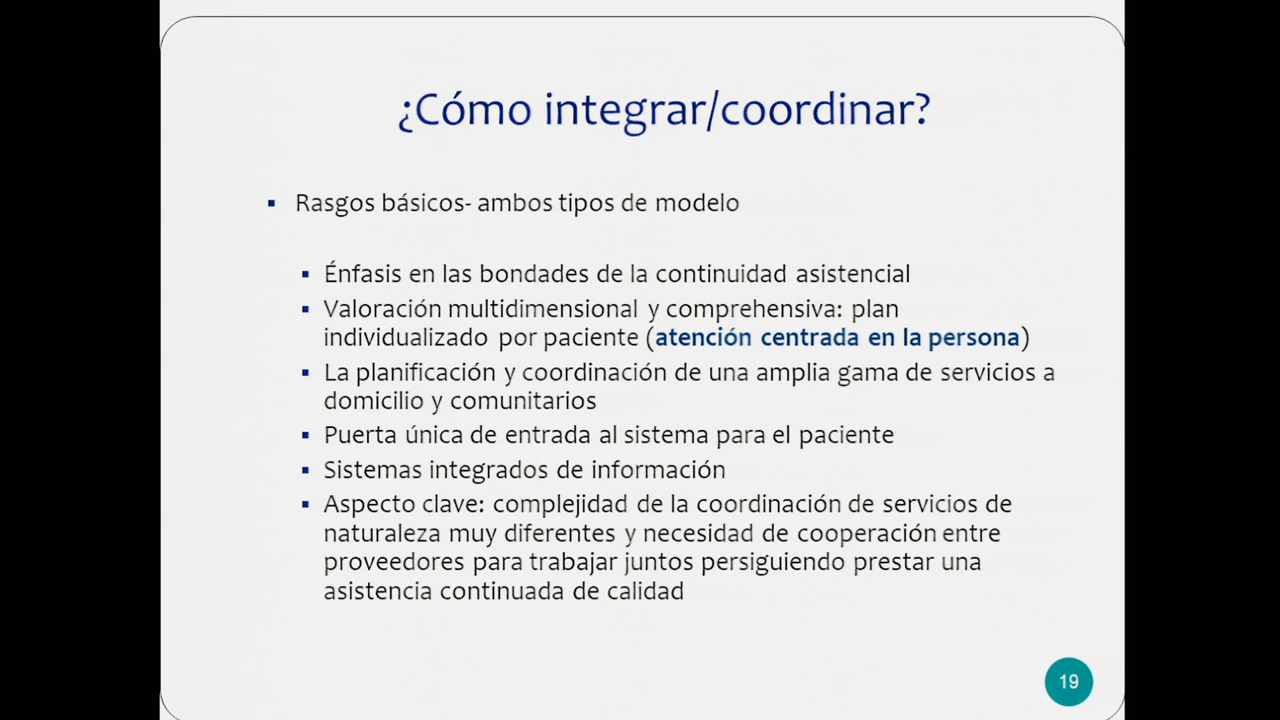 ¿Cómo integrar/coordinar?
▪ Rasgos básicos- ambos tipos de modelo
▪ Énfasis en las bondades de la continuidad asistencial
▪ Valoración multidimensional y comprehensiva: plan
individualizado por paciente (atención centrada en la persona)
▪ La planificación y coordinación de una amplia gama de servicios a
domicilio y comunitarios
▪ Puerta única de entrada al sistema para el paciente
▪ Sistemas integrados de información
▪ Aspecto clave: complejidad de la coordinación de servicios de
naturaleza muy diferentes y necesidad de cooperación entre
proveedores para trabajar juntos persiguiendo prestar una
asistencia continuada de calidad
19